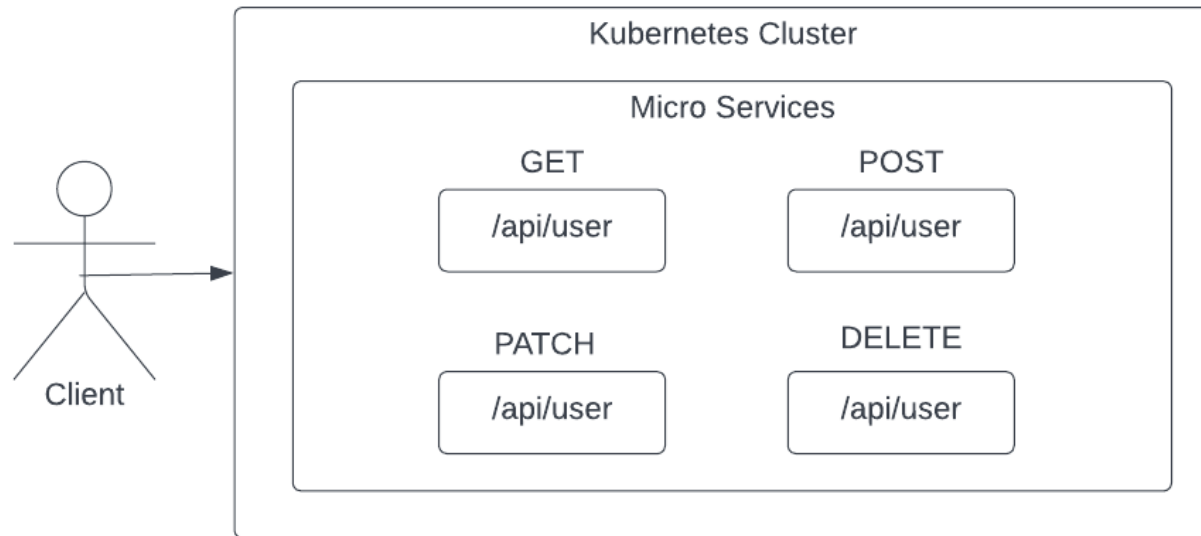 Kubernetes Cluster
Micro Services
GET
POST
/api/user
/api/user
PATCH
DELETE
/api/user
/api/user
Client